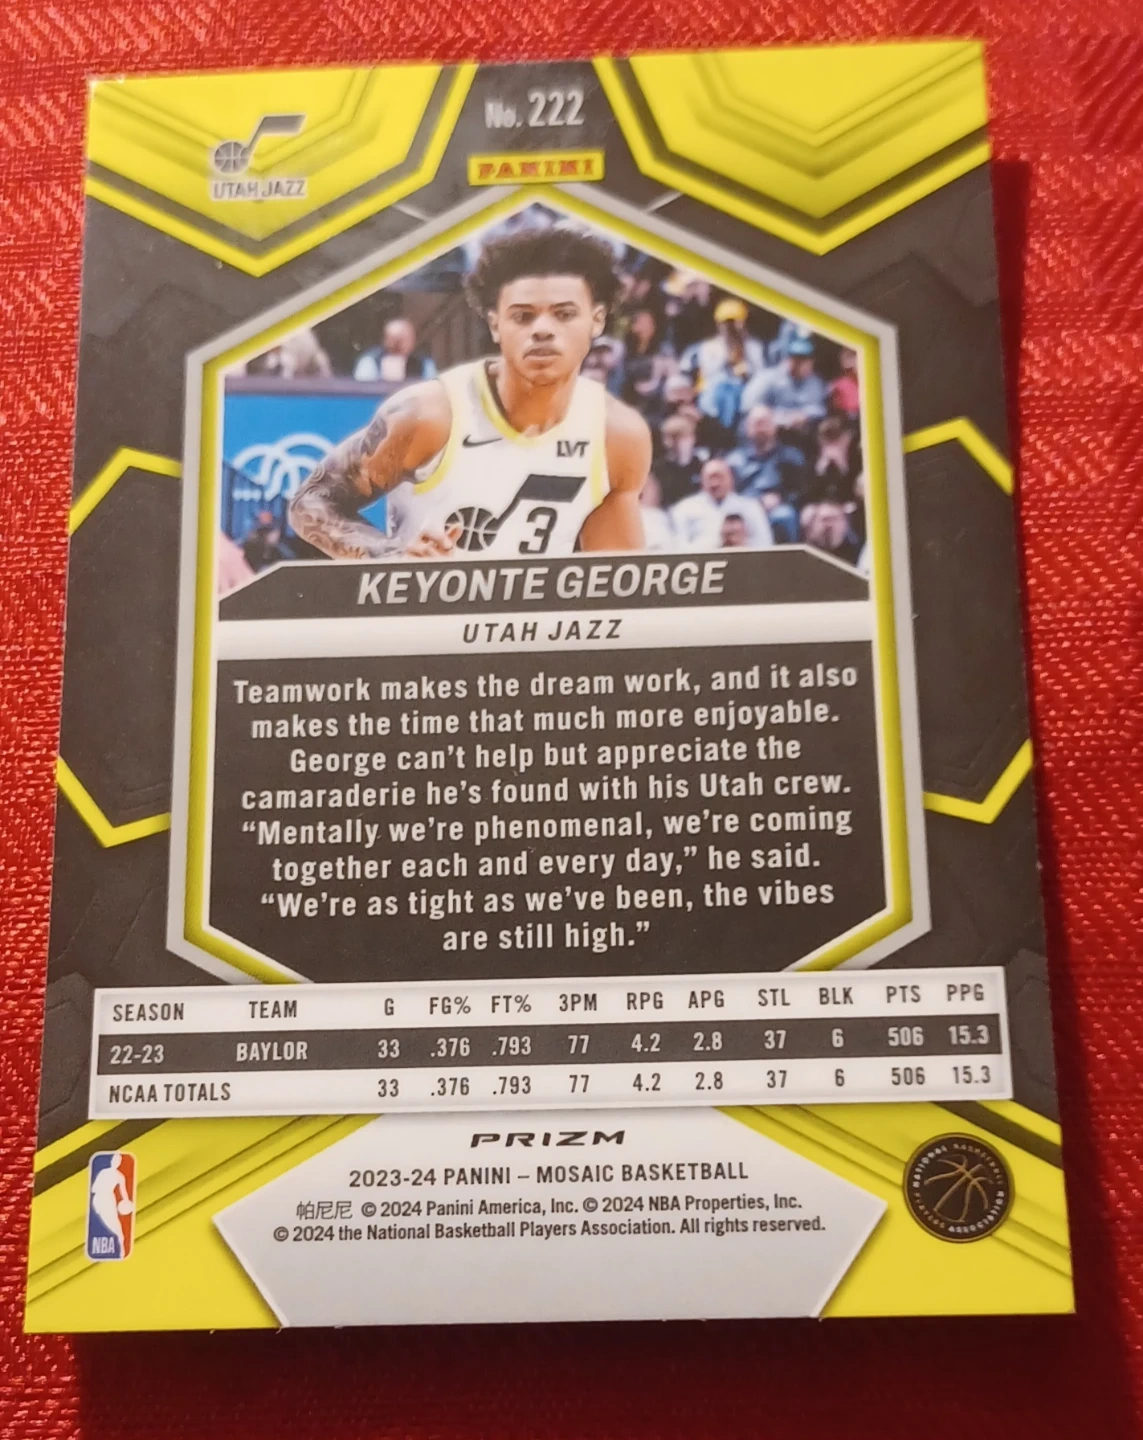 No. 222
PANINI
UTAH JAZZ
LVT
3
KEYONTE GEORGE
UTAH JAZZ
Teamwork makes the dream work, and it also
makes the time that much more enjoyable.
George can't help but appreciate the
camaraderie he's found with his Utah crew.
“Mentally we're phenomenal, we're coming
together each and every day,” he said.
“We're as tight as we've been, the vibes
are still high.”
SEASON TEAM G FG% FT% 3PM RPG APG STL BLK PTS PPG
22-23 BAYLOR 33 .376 .793 77 4.2 2.8 37 6 506 15.3
NCAA TOTALS 33 .376 .793 77 4.2 2.8 37 6 506 15.3
PRIZM
2023-24 PANINI – MOSAIC BASKETBALL
帕尼尼 © 2024 Panini America, Inc. © 2024 NBA Properties, Inc.
© 2024 the National Basketball Players Association. All rights reserved.
NBA
NATIONAL BASKETBALL
PLAYERS ASSOCIATION